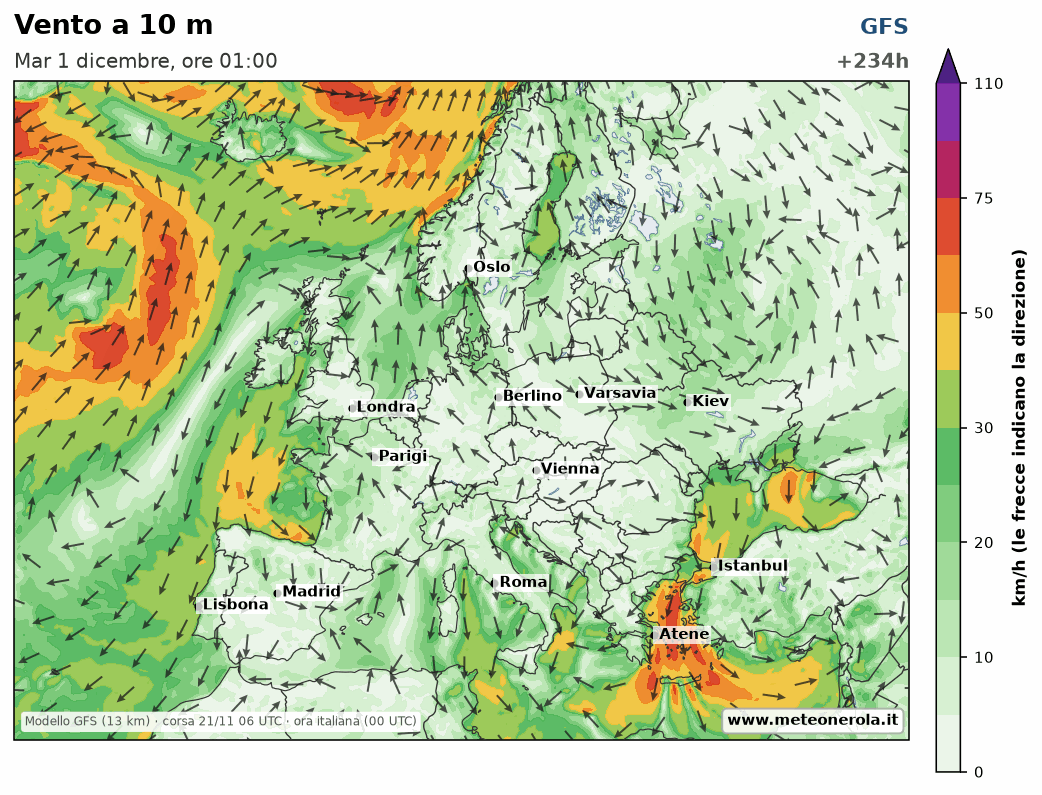 Vento a 10 m
GFS
Mar 1 dicembre, ore 01:00
+234h
110
75
50
30
20
10
0
km/h (le frecce indicano la direzione)
Oslo
Berlino
Varsavia
Kiev
Londra
Parigi
Vienna
Istanbul
Roma
Madrid
Lisbona
Atene
Modello GFS (13 km) · corsa 21/11 06 UTC · ora italiana (00 UTC)
www.meteonerola.it